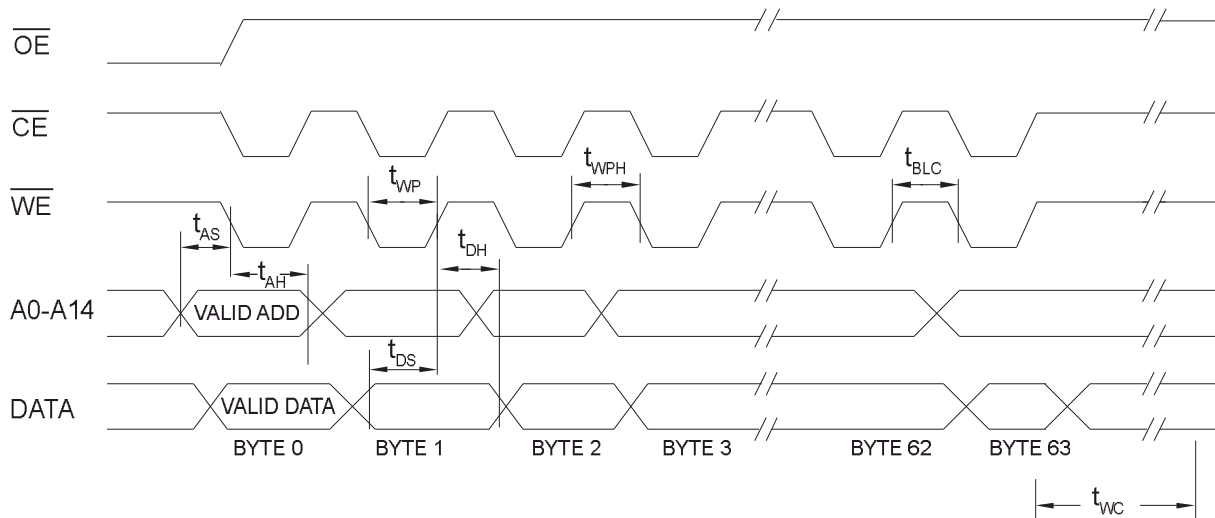 OE
CE
tWP
tWPH
tBLC
WE
tAS
tDH
tAH
A0-A14
VALID ADD
tDS
DATA
VALID DATA
BYTE 0
BYTE 1
BYTE 2
BYTE 3
BYTE 62
BYTE 63
tWC